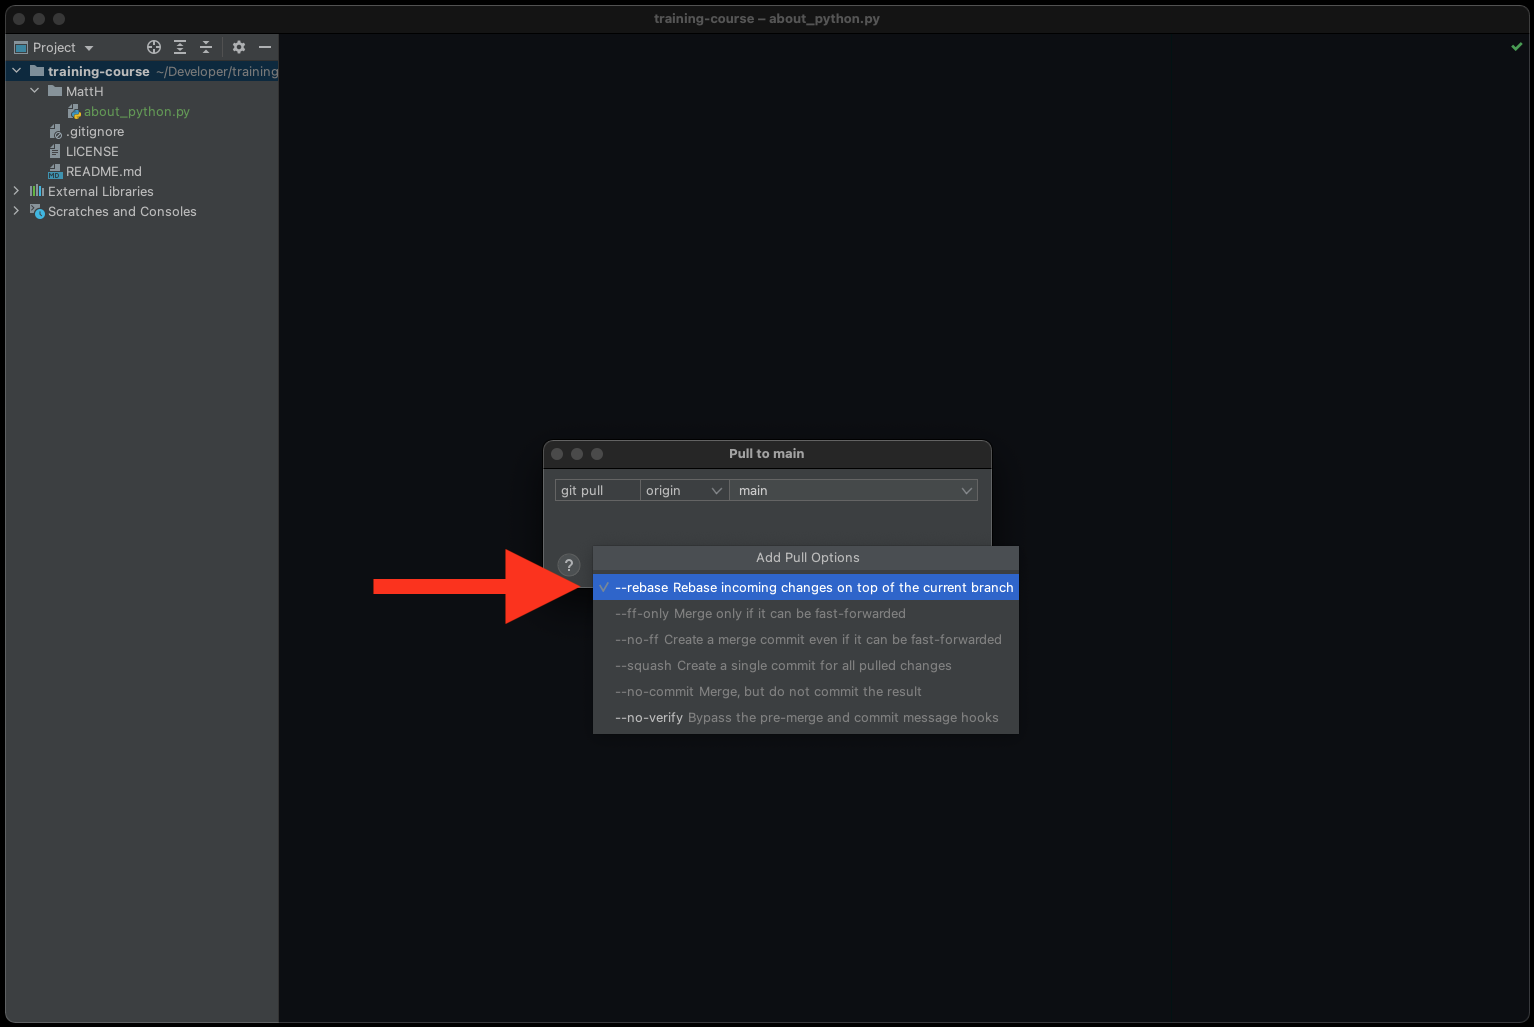 training-course – about_python.py
Project
training-course ~/Developer/training
MattH
about_python.py
.gitignore
LICENSE
README.md
External Libraries
Scratches and Consoles
Pull to main
git pull origin main
?
Add Pull Options
--rebase Rebase incoming changes on top of the current branch
--ff-only Merge only if it can be fast-forwarded
--no-ff Create a merge commit even if it can be fast-forwarded
--squash Create a single commit for all pulled changes
--no-commit Merge, but do not commit the result
--no-verify Bypass the pre-merge and commit message hooks